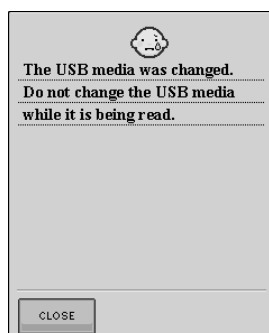 The USB media was changed.
Do not change the USB media
while it is being read.
CLOSE